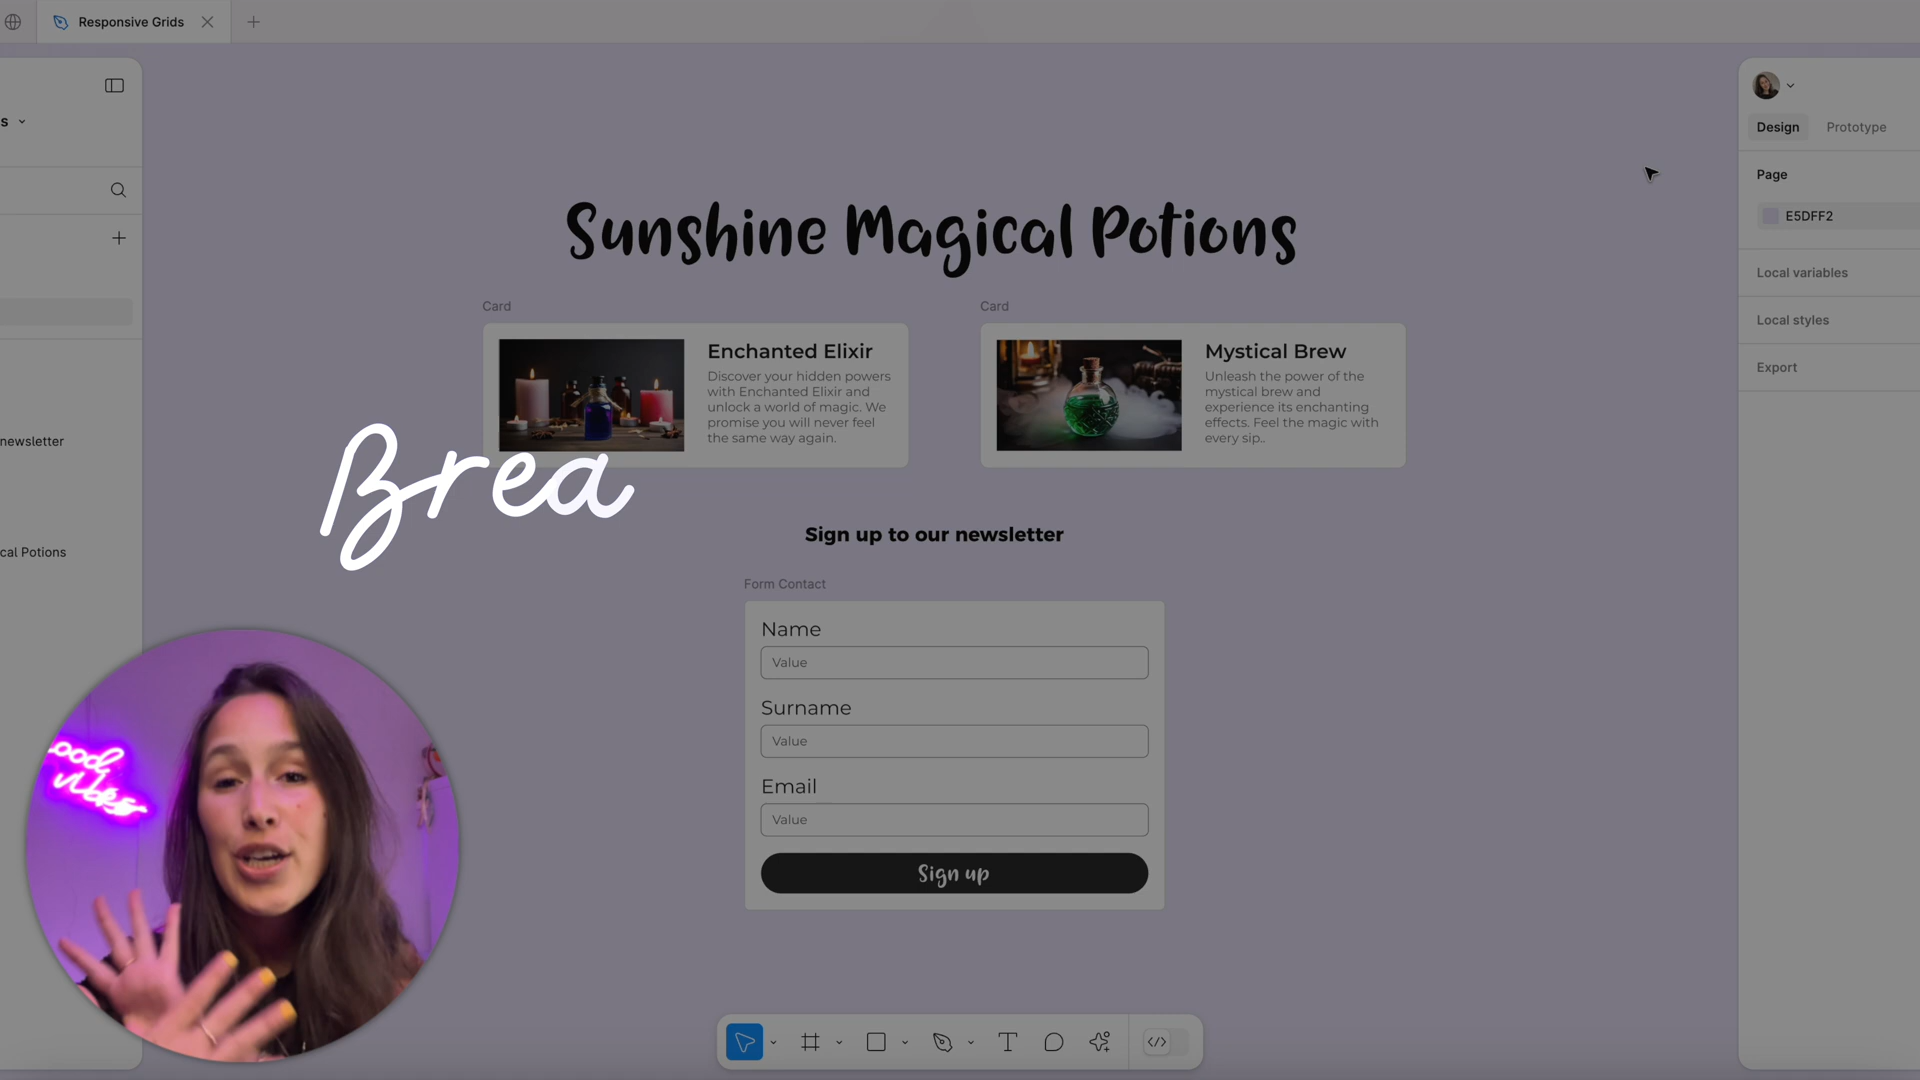 Responsive Grids
s
Design
Prototype
Page
E5DFF2
Local variables
Local styles
Export
newsletter
cal Potions
Sunshine Magical Potions
Card
Enchanted Elixir
Discover your hidden powers
with Enchanted Elixir and
unlock a world of magic. We
promise you will never feel
the same way again.
Card
Mystical Brew
Unleash the power of the
mystical brew and
experience its enchanting
effects. Feel the magic with
every sip..
Brea
Sign up to our newsletter
Form Contact
Name
Value
Surname
Value
Email
Value
Sign up
ood
vibes